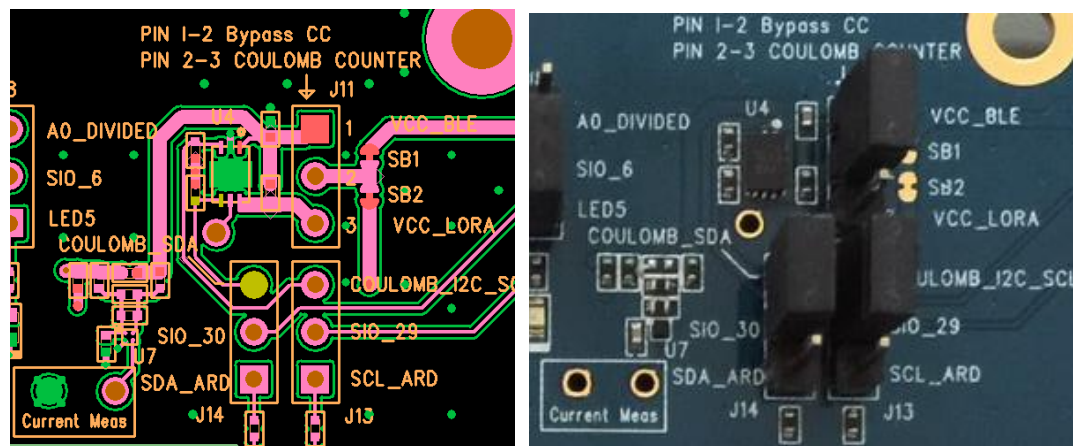 PIN 1-2 Bypass CC
PIN 2-3 COULOMB COUNTER
J11
U4
1
VCC_BLE
A0_DIVIDED
SB1
2
SIO_6
SB2
3
VCC_LORA
LED5
COULOMB_SDA
COULOMB_I2C_SC
SIO_30
SIO_29
U7
SDA_ARD
SCL_ARD
J14
J13
Current Meas
8
PIN 1-2 Bypass CC
PIN 2-3 COULOMB COUNTER
U4
VCC_BLE
A0_DIVIDED
SB1
SIO_6
SB2
LED5
VCC_LORA
COULOMB_SDA
OULOMB_I2C_SCL
SIO_30
SIO_29
U7
SDA_ARD
SCL_ARD
J14
J13
Current Meas